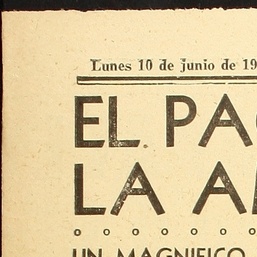 Lunes 10 de junio de 19
EL PA
LA A
UN MAGNIFICO